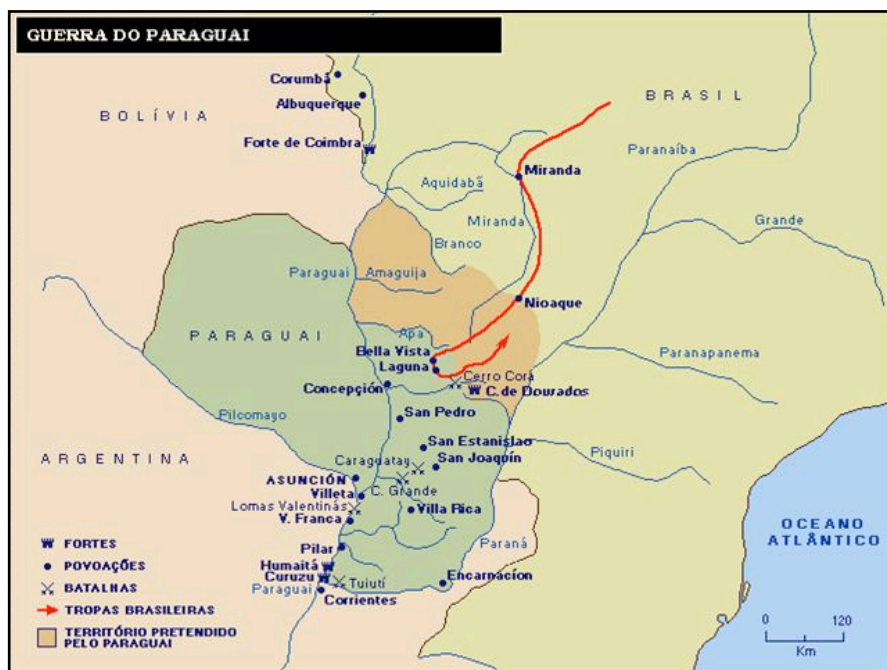 GUERRA DO PARAGUAI
Corumbá
Albuquerque
BRASIL
BOLÍVIA
Forte de Coimbra
Paranaíba
Miranda
Aquidabã
Miranda
Grande
Branco
Paraguai
Amaguija
Nioaque
PARAGUAI
Apa
Bella Vista
Laguna
Paranapanema
Cerro Corá
Concepçión
C. de Dourados
Pilcomayo
San Pedro
San Estanislao
Piquiri
ARGENTINA
Caraguatay
San Joaquín
ASUNCIÓN
Villeta
C. Grande
Lomas Valentinás
V. Franca
Villa Rica
OCEANO
ATLÂNTICO
Pilar
Paraná
Humaitá
Curuzu
Tuiutí
Encarnacíon
Paraguai
Corrientes
FORTES
POVOAÇÕES
BATALHAS
TROPAS BRASILEIRAS
TERRITÓRIO PRETENDIDO
PELO PARAGUAI
0 120
Km